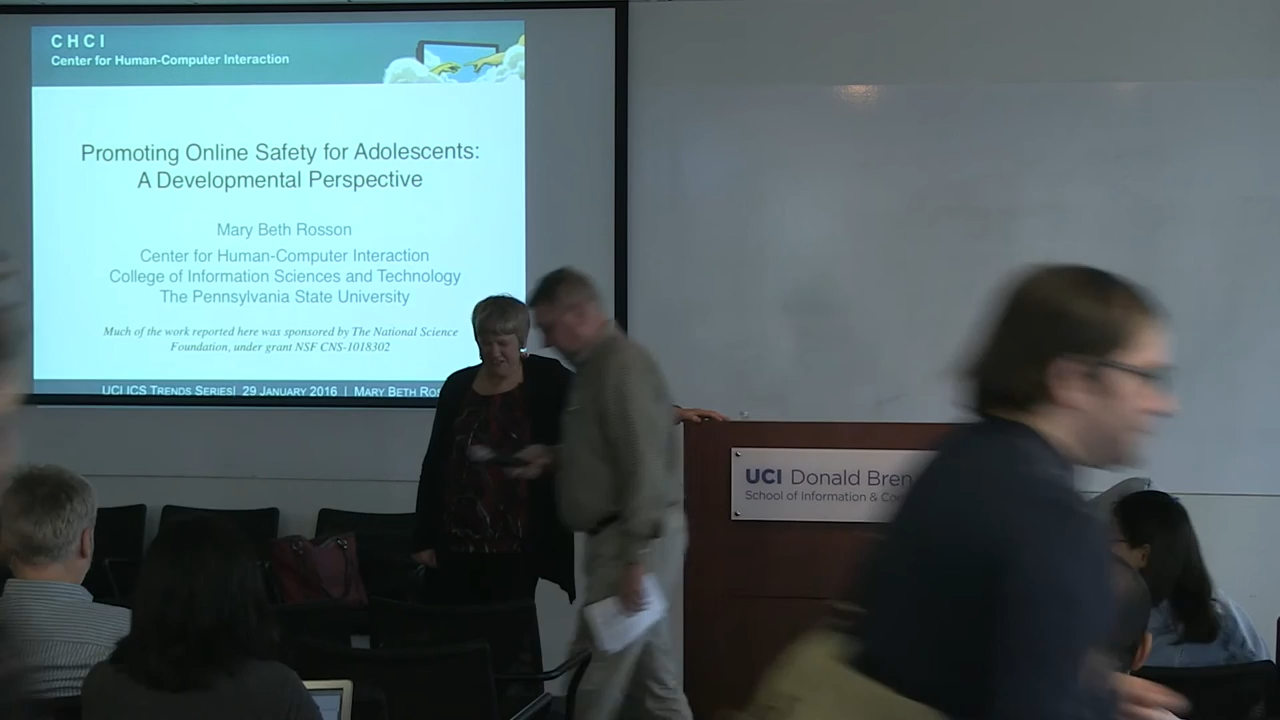 CHCI
Center for Human-Computer Interaction
Promoting Online Safety for Adolescents:
A Developmental Perspective
Mary Beth Rosson
Center for Human-Computer Interaction
College of Information Sciences and Technology
The Pennsylvania State University
Much of the work reported here was sponsored by The National Science
Foundation, under grant NSF CNS-1018302
UCI ICS TRENDS SERIES| 29 JANUARY 2016 | MARY BETH ROS
UCI Donald Bren
School of Information &